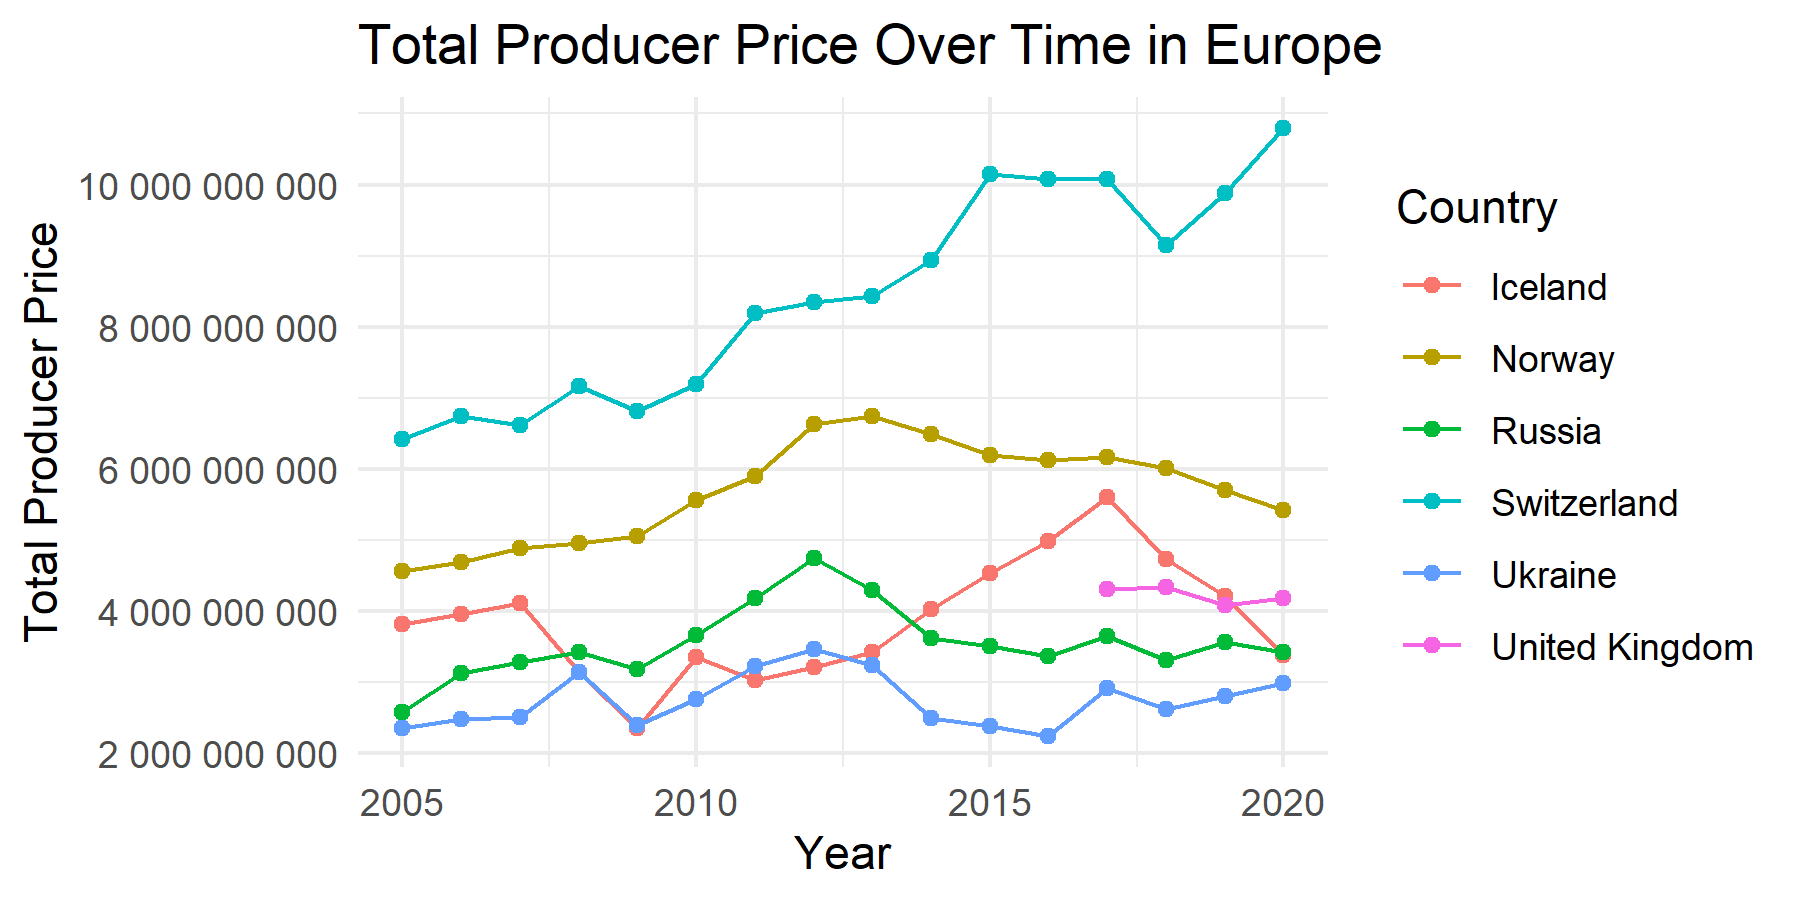 Total Producer Price Over Time in Europe
Total Producer Price
10 000 000 000
8 000 000 000
6 000 000 000
4 000 000 000
2 000 000 000
2005
2010
2015
2020
Year
Country
Iceland
Norway
Russia
Switzerland
Ukraine
United Kingdom